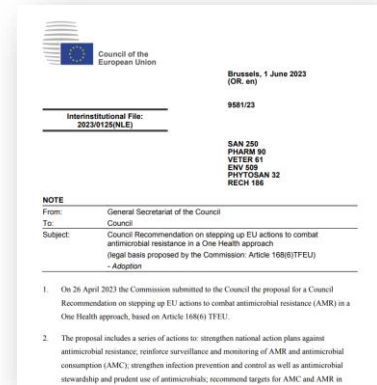 Council of the
European Union
Brussels, 1 June 2023
(OR. en)
9581/23
Interinstitutional File:
2023/0125(NLE)
SAN 250
PHARM 90
VETER 61
ENV 509
PHYTOSAN 32
RECH 186
NOTE
From: General Secretariat of the Council
To: Council
Subject: Council Recommendation on stepping up EU actions to combat
antimicrobial resistance in a One Health approach
(legal basis proposed by the Commission: Article 168(6)TFEU)
- Adoption
1. On 26 April 2023 the Commission submitted to the Council the proposal for a Council
Recommendation on stepping up EU actions to combat antimicrobial resistance (AMR) in a
One Health approach, based on Article 168(6) TFEU.
2. The proposal includes a series of actions to: strengthen national action plans against
antimicrobial resistance; reinforce surveillance and monitoring of AMR and antimicrobial
consumption (AMC); strengthen infection prevention and control as well as antimicrobial
stewardship and prudent use of antimicrobials; recommend targets for AMC and AMR in